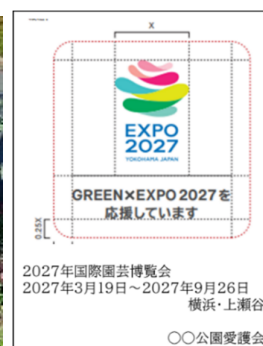 X
EXPO
2027
YOKOHAMA JAPAN
GREEN×EXPO 2027を
応援しています
0.25X
2027年国際園芸博覧会
2027年3月19日～2027年9月26日
横浜・上瀬谷
○○公園愛護会